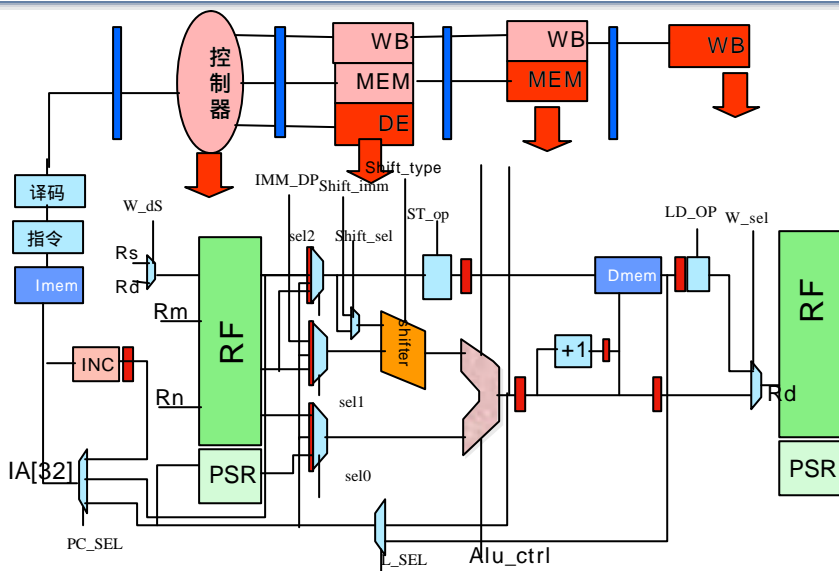 控制器
WB
WB
WB
MEM
MEM
DE
Shift_type
IMM_DP
Shift_imm
译码
W_dS
ST_op
LD_OP
W_sel
指令
Rs
sel2
Shift_sel
Imem
Rd
Dmem
RF
Rm
RF
shifter
+1
INC
Rn
sel1
Rd
IA[32]
PSR
sel0
PSR
PC_SEL
L_SEL
Alu_ctrl